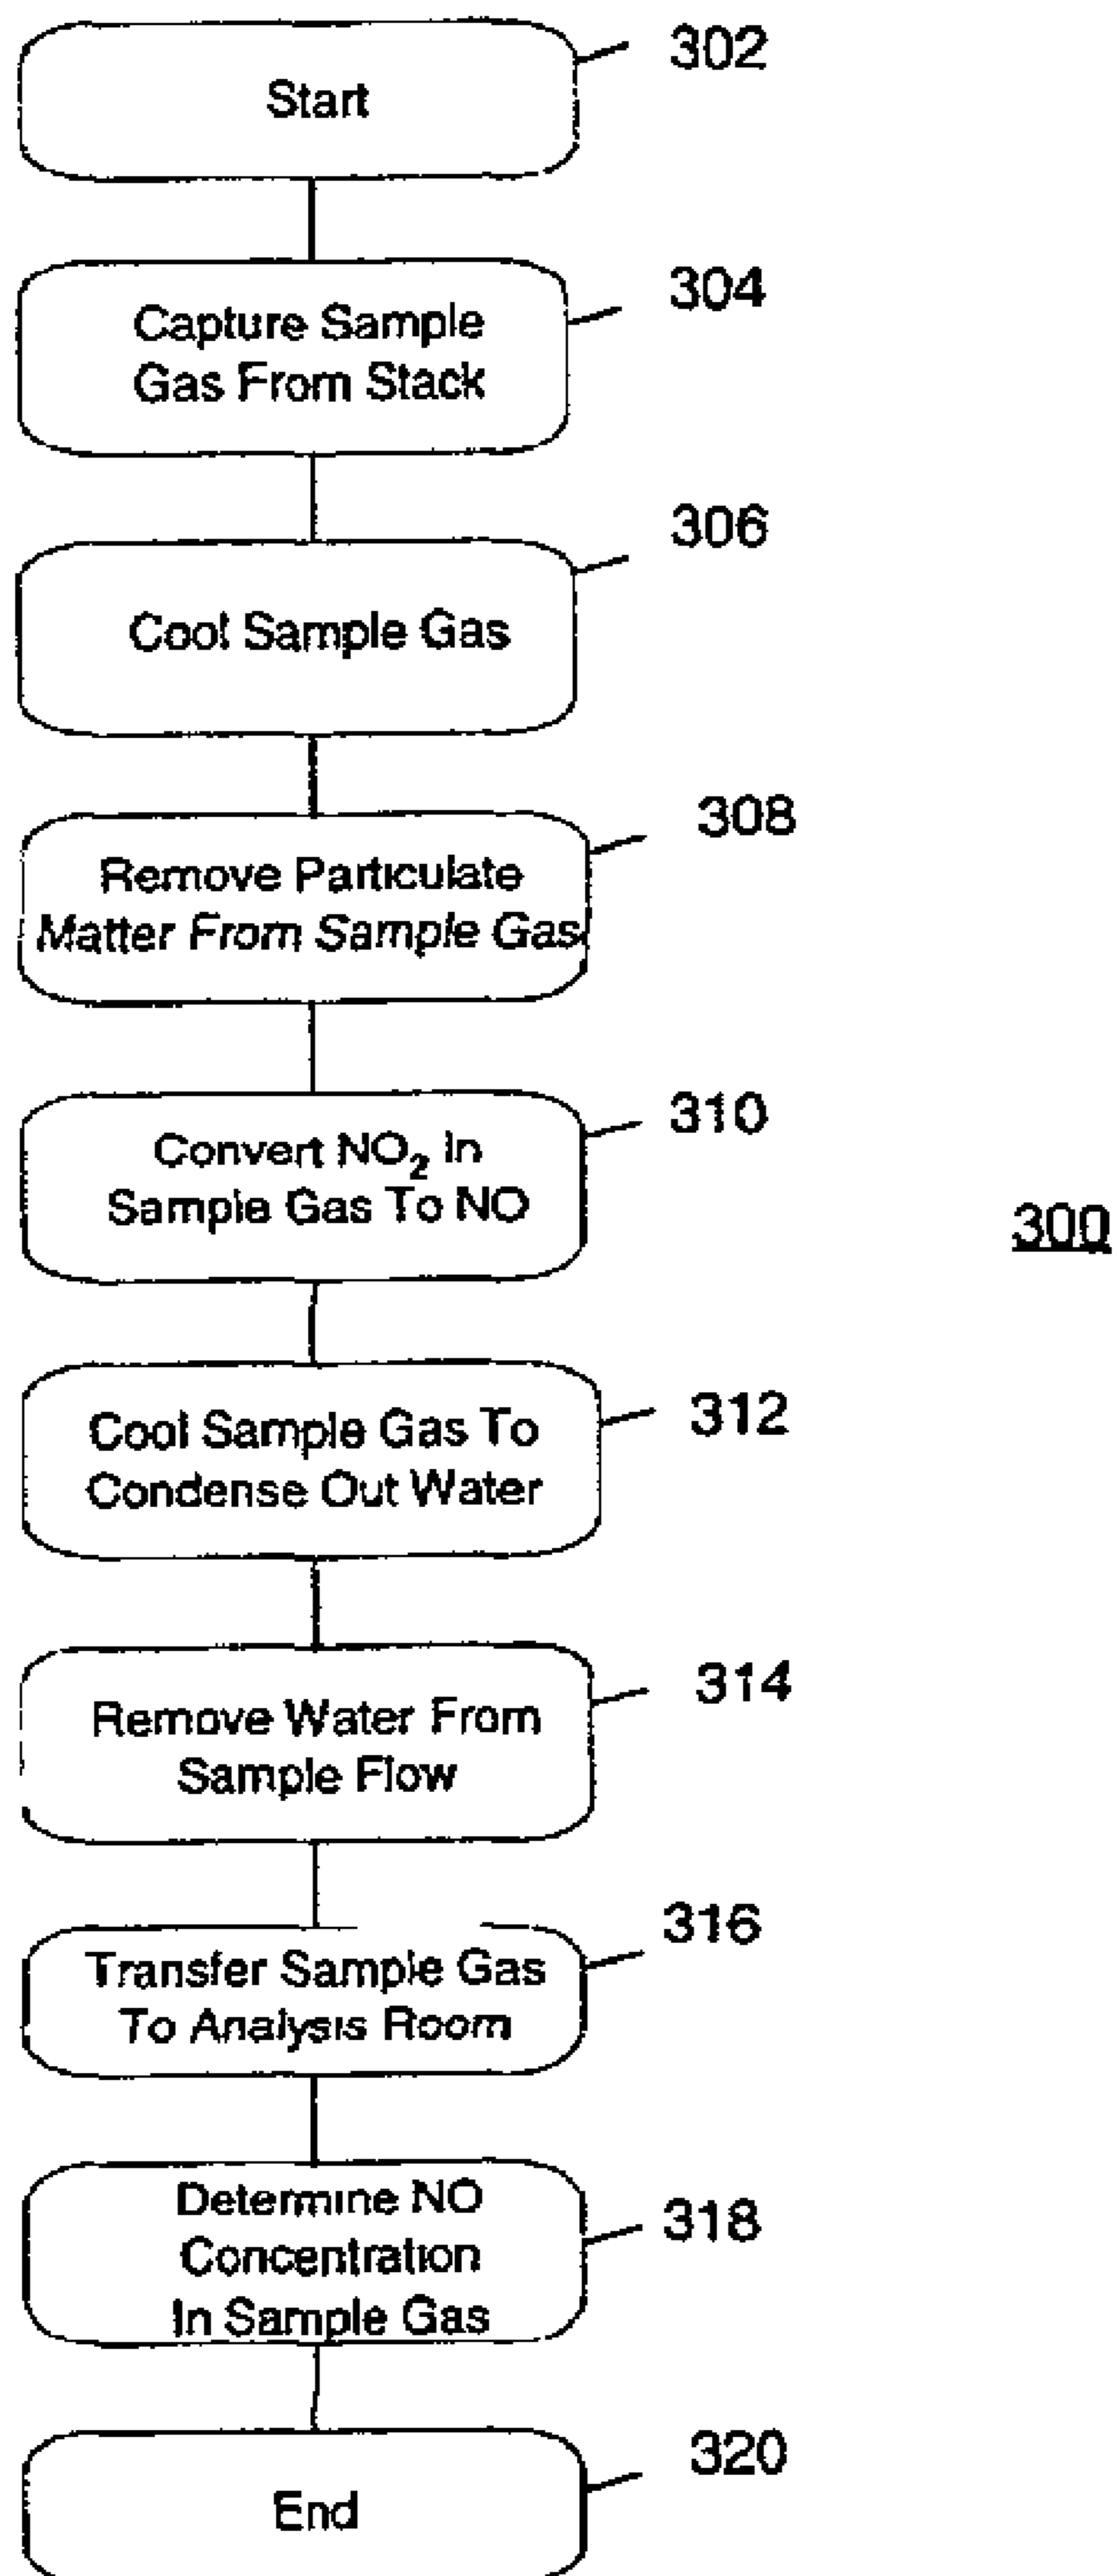 302
Start
304
Capture Sample
Gas From Stack
306
Cool Sample Gas
308
Remove Particulate
Matter From Sample Gas
310
Convert NO₂ In
Sample Gas To NO
300
312
Cool Sample Gas To
Condense Out Water
314
Remove Water From
Sample Flow
316
Transfer Sample Gas
To Analysis Room
318
Determine NO
Concentration
In Sample Gas
320
End